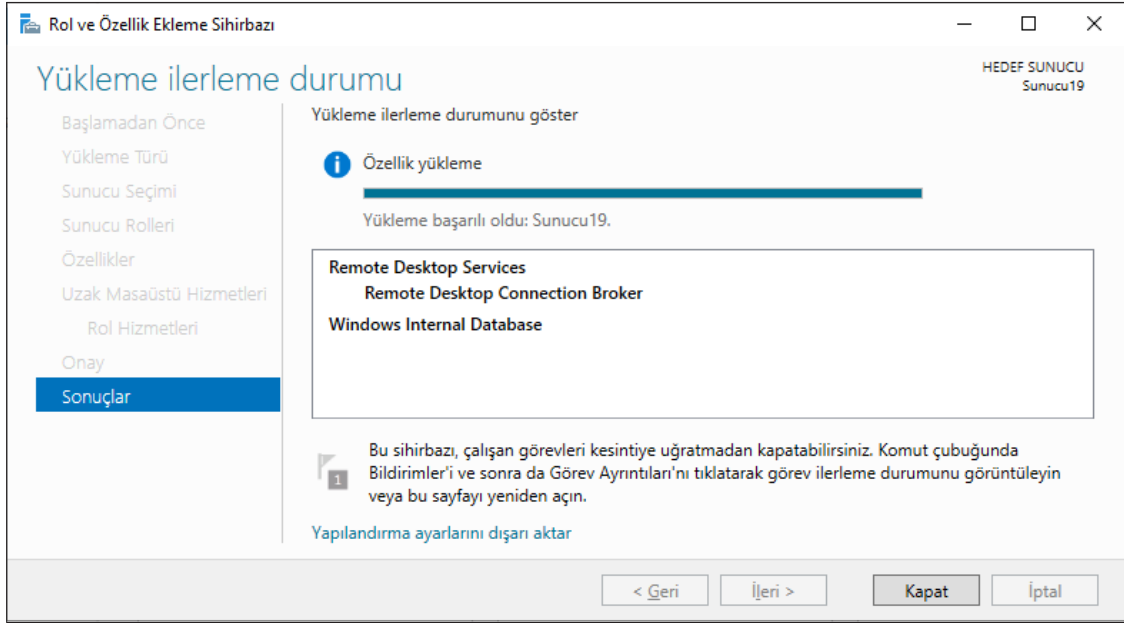 Rol ve Özellik Ekleme Sihirbazı
Yükleme ilerleme durumu
HEDEF SUNUCU
Sunucu19
Başlamadan Önce
Yükleme Türü
Sunucu Seçimi
Sunucu Rolleri
Özellikler
Uzak Masaüstü Hizmetleri
Rol Hizmetleri
Onay
Sonuçlar
Yükleme ilerleme durumunu göster
Özellik yükleme
Yükleme başarılı oldu: Sunucu19.
Remote Desktop Services
Remote Desktop Connection Broker
Windows Internal Database
1
Bu sihirbazı, çalışan görevleri kesintiye uğratmadan kapatabilirsiniz. Komut çubuğunda
Bildirimler'i ve sonra da Görev Ayrıntıları'nı tıklatarak görev ilerleme durumunu görüntüleyin
veya bu sayfayı yeniden açın.
Yapılandırma ayarlarını dışarı aktar
< Geri
İleri >
Kapat
İptal